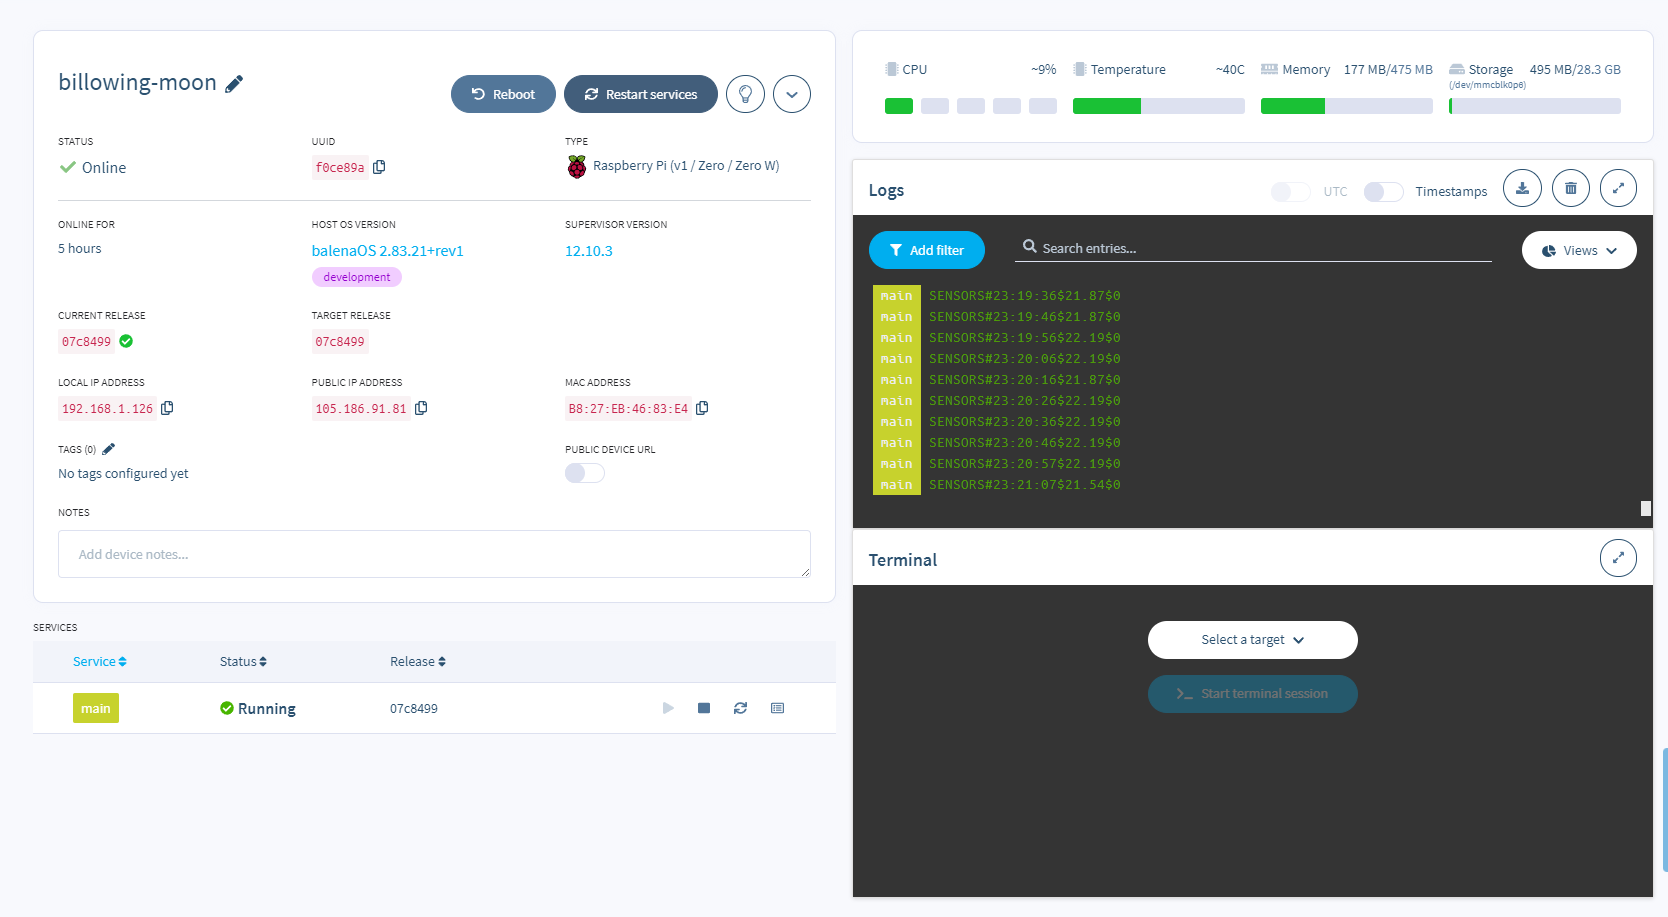 billowing-moon
Reboot
Restart services
STATUS
Online
UUID
f0ce89a
TYPE
Raspberry Pi (v1 / Zero / Zero W)
ONLINE FOR
5 hours
HOST OS VERSION
balenaOS 2.83.21+rev1
development
SUPERVISOR VERSION
12.10.3
CURRENT RELEASE
07c8499
TARGET RELEASE
07c8499
LOCAL IP ADDRESS
192.168.1.126
PUBLIC IP ADDRESS
105.186.91.81
MAC ADDRESS
B8:27:EB:46:83:E4
TAGS (0)
No tags configured yet
PUBLIC DEVICE URL
NOTES
Add device notes...
SERVICES
Service Status Release
main Running 07c8499
CPU ~9%
Temperature ~40C
Memory 177 MB/475 MB
Storage 495 MB/28.3 GB
(/dev/mmcblk0p6)
Logs
UTC
Timestamps
Add filter
Search entries...
Views
main SENSORS#23:19:36$21.87$0
main SENSORS#23:19:46$21.87$0
main SENSORS#23:19:56$22.19$0
main SENSORS#23:20:06$22.19$0
main SENSORS#23:20:16$21.87$0
main SENSORS#23:20:26$22.19$0
main SENSORS#23:20:36$22.19$0
main SENSORS#23:20:46$22.19$0
main SENSORS#23:20:57$22.19$0
main SENSORS#23:21:07$21.54$0
Terminal
Select a target
Start terminal session